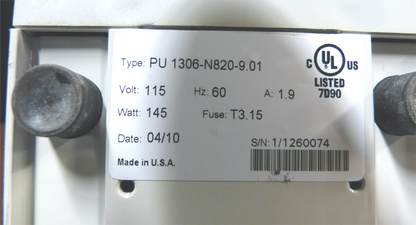 Type: PU 1306-N820-9.01
C UL US
LISTED
7D90
Volt: 115 Hz: 60 A: 1.9
Watt: 145 Fuse: T3.15
Date: 04/10 S/N: 1/1260074
Made in U.S.A.